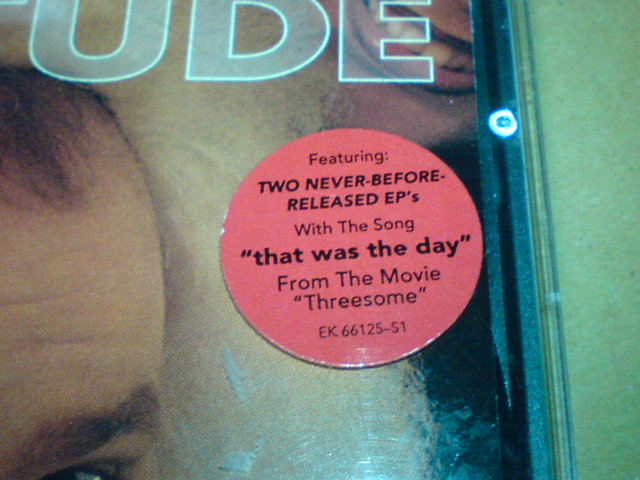 TUDE
Featuring:
TWO NEVER-BEFORE-
RELEASED EP's
With The Song
"that was the day"
From The Movie
"Threesome"
EK 66125-S1